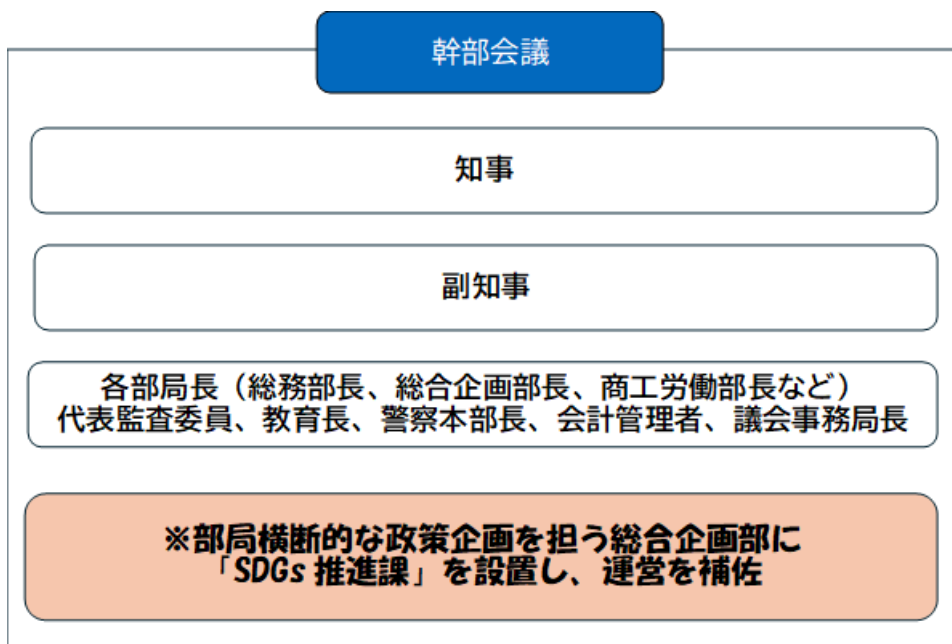 幹部会議
知事
副知事
各部局長（総務部長、総合企画部長、商工労働部長など）
代表監査委員、教育長、警察本部長、会計管理者、議会事務局長
※部局横断的な政策企画を担う総合企画部に
「SDGs 推進課」を設置し、運営を補佐